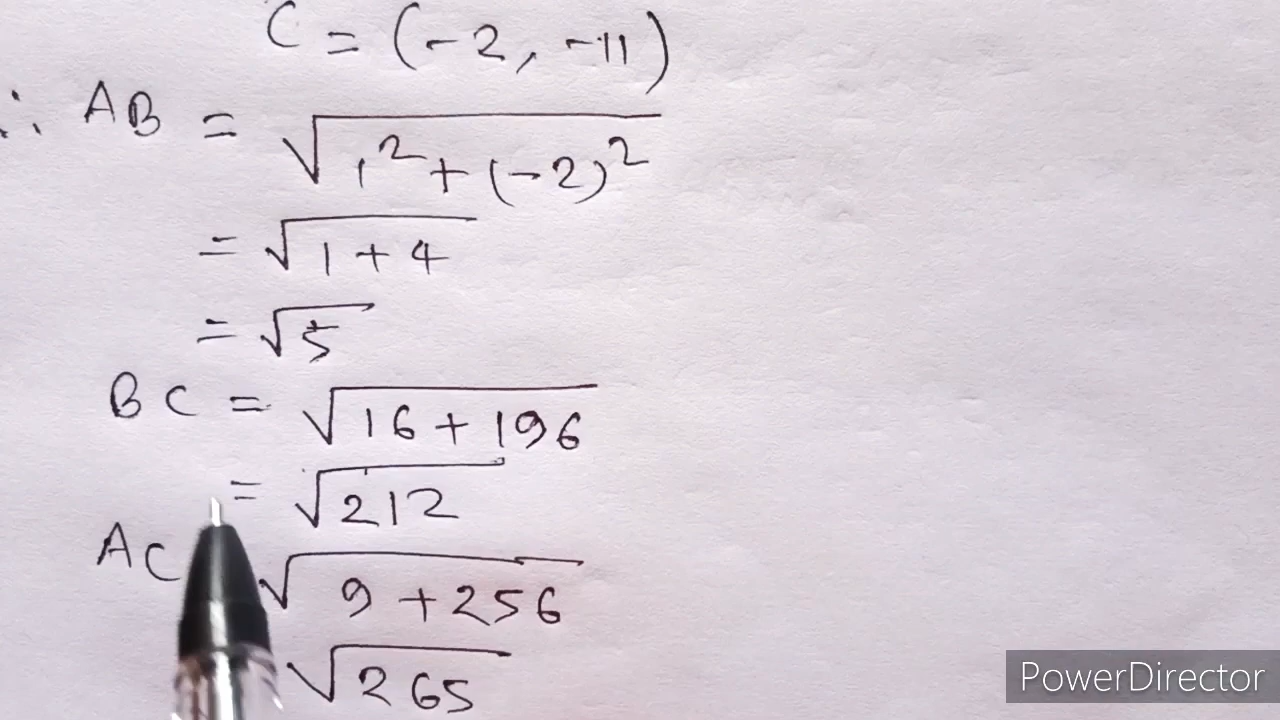 C = (-2, -11)
∴ AB = √(1² + (-2)²)
= √(1 + 4)
= √5
BC = √(16 + 196)
= √212
AC √(9 + 256)
√265
PowerDirector